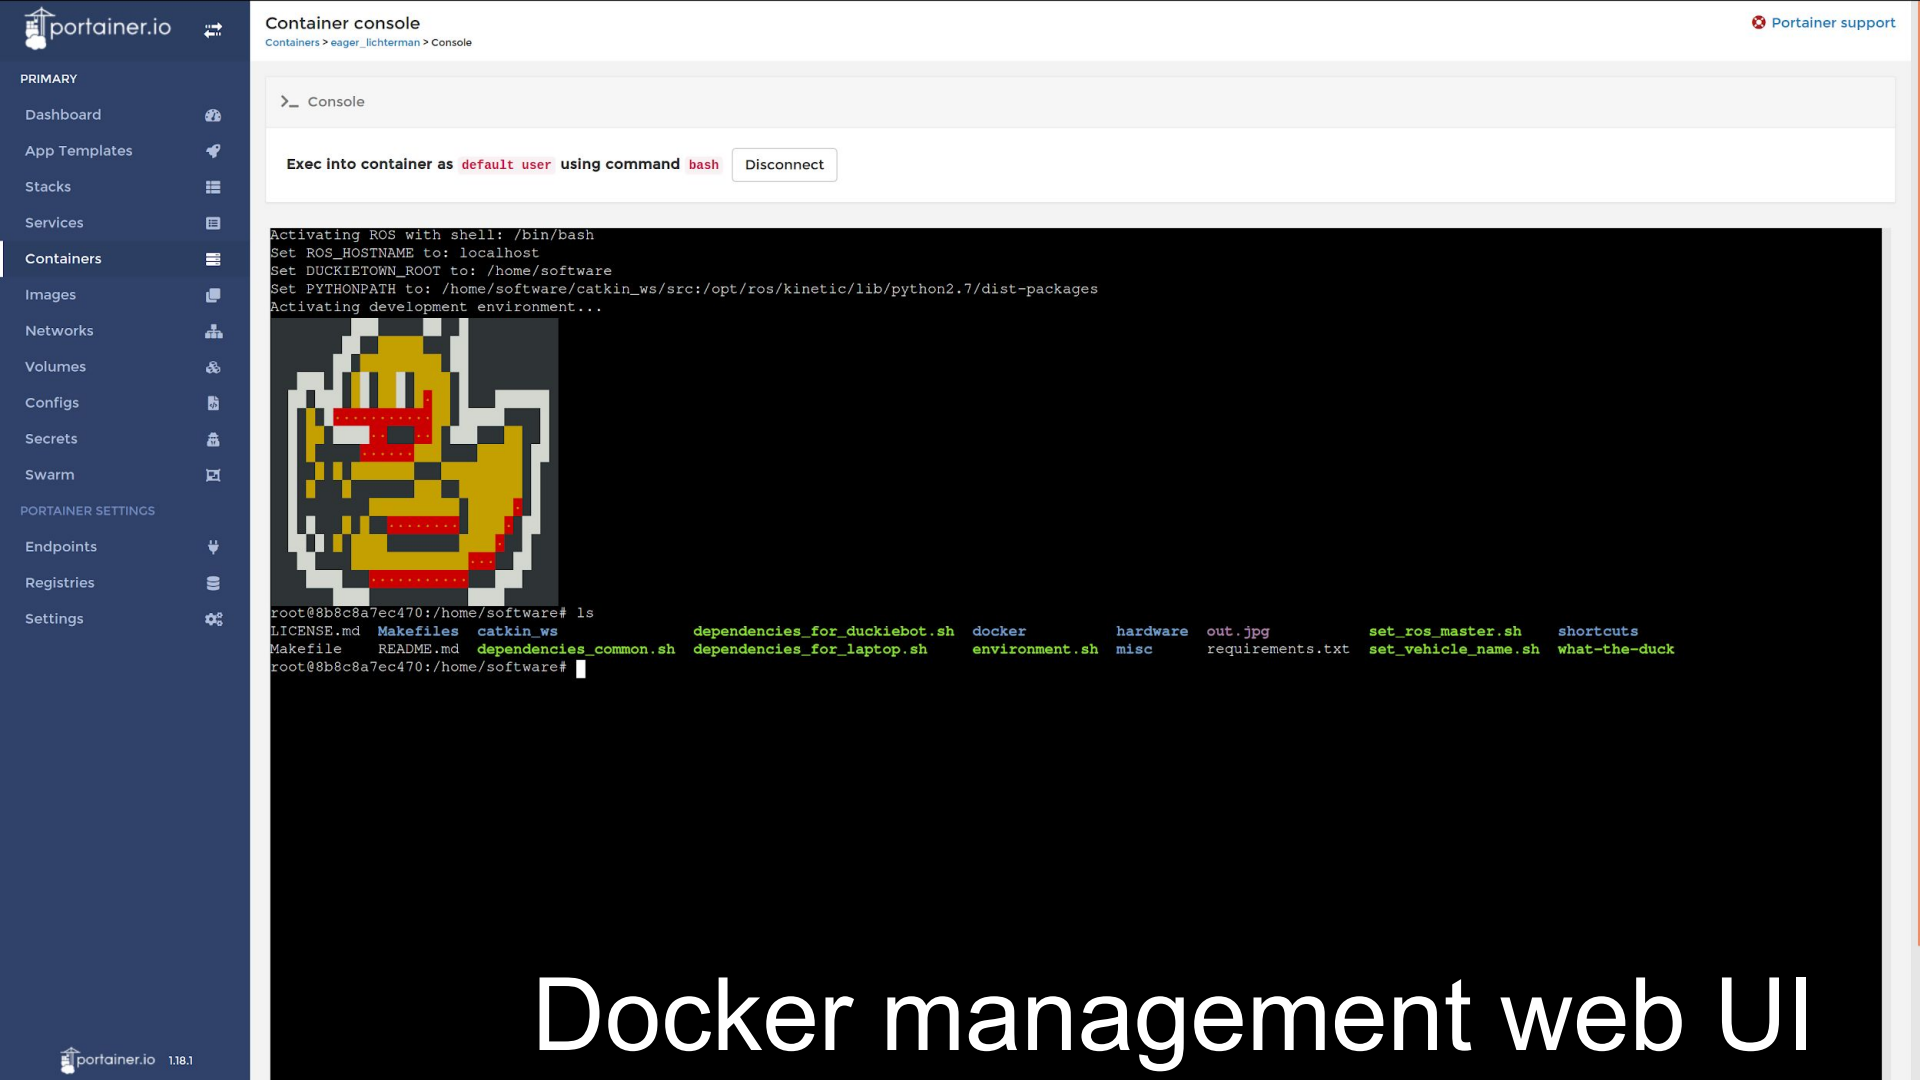 portainer.io
PRIMARY
Dashboard
App Templates
Stacks
Services
Containers
Images
Networks
Volumes
Configs
Secrets
Swarm
PORTAINER SETTINGS
Endpoints
Registries
Settings
portainer.io 1.18.1
Container console
Containers > eager_lichterman > Console
Portainer support
>_ Console
Exec into container as default user using command bash Disconnect
Activating ROS with shell: /bin/bash
Set ROS_HOSTNAME to: localhost
Set DUCKIETOWN_ROOT to: /home/software
Set PYTHONPATH to: /home/software/catkin_ws/src:/opt/ros/kinetic/lib/python2.7/dist-packages
Activating development environment...
root@8b8c8a7ec470:/home/software# ls
LICENSE.md Makefiles catkin_ws dependencies_for_duckiebot.sh docker hardware out.jpg set_ros_master.sh shortcuts
Makefile README.md dependencies_common.sh dependencies_for_laptop.sh environment.sh misc requirements.txt set_vehicle_name.sh what-the-duck
root@8b8c8a7ec470:/home/software#
Docker management web UI